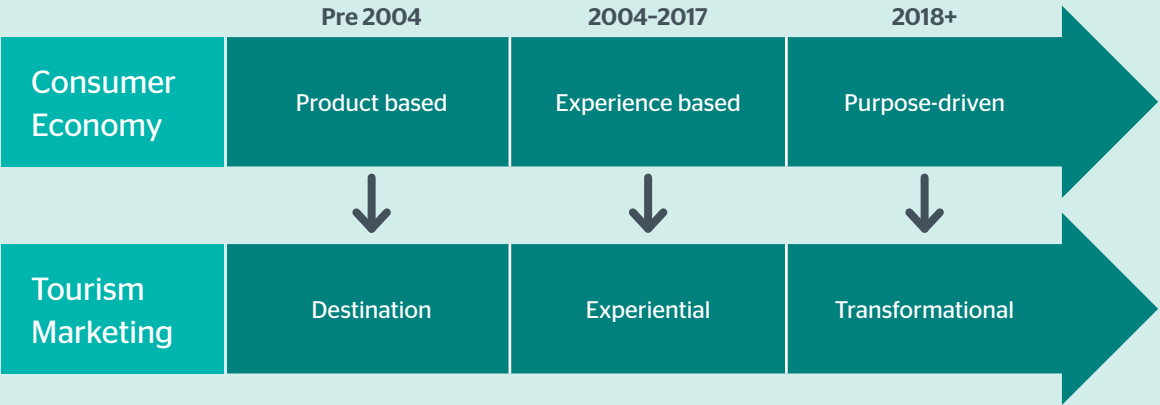 Pre 2004
2004–2017
2018+
Consumer
Economy
Product based
Experience based
Purpose-driven
Tourism
Marketing
Destination
Experiential
Transformational